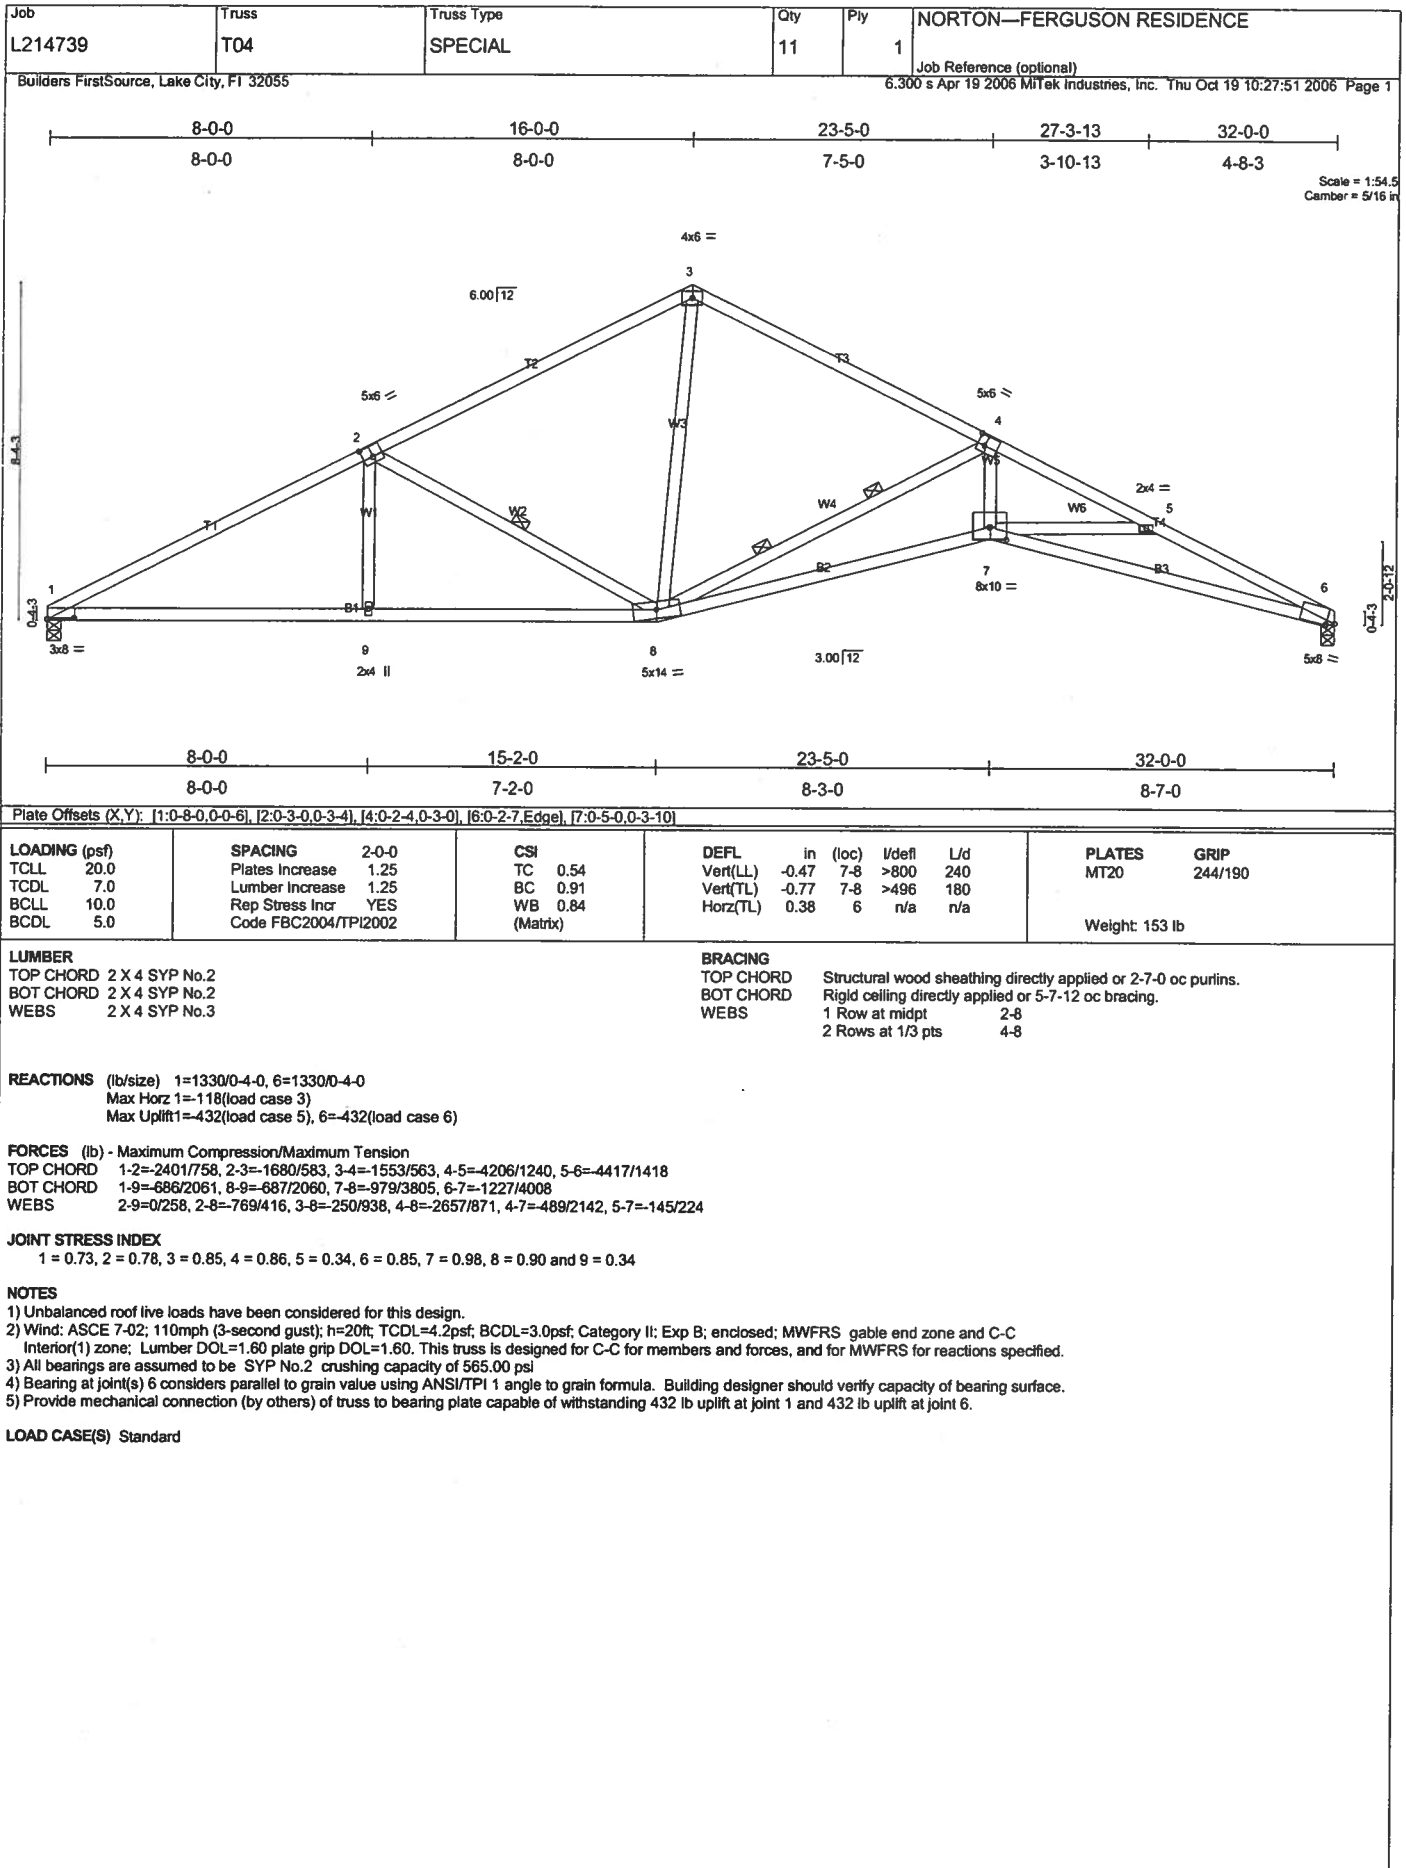 Job Truss Truss Type Qty Ply NORTON—FERGUSON RESIDENCE
L214739 T04 SPECIAL 11 1
Job Reference (optional)
Builders FirstSource, Lake City, Fl 32055 6.300 s Apr 19 2006 MiTek Industries, Inc. Thu Oct 19 10:27:51 2006 Page 1
8-0-0 16-0-0 23-5-0 27-3-13 32-0-0
8-0-0 8-0-0 7-5-0 3-10-13 4-8-3
Scale = 1:54.5
Camber = 5/16 in
4x6 =
3
6.00 12
T2 T3
5x6 = 5x6 =
2 4
8-4-3
W3
W5
2x4 =
W1 W2 W4 W6 5
T1 T4
B2 B3
7
8x10 =
1 6
0-4-3 B1 0-4-3 2-0-12
3x8 = 9 8 3.00 12 5x8 =
2x4 || 5x14 =
8-0-0 15-2-0 23-5-0 32-0-0
8-0-0 7-2-0 8-3-0 8-7-0
Plate Offsets (X,Y): [1:0-8-0,0-0-6], [2:0-3-0,0-3-4], [4:0-2-4,0-3-0], [6:0-2-7,Edge], [7:0-5-0,0-3-10]
LOADING (psf) SPACING 2-0-0 CSI DEFL in (loc) l/defl L/d PLATES GRIP
TCLL 20.0 Plates Increase 1.25 TC 0.54 Vert(LL) -0.47 7-8 >800 240 MT20 244/190
TCDL 7.0 Lumber Increase 1.25 BC 0.91 Vert(TL) -0.77 7-8 >496 180
BCLL 10.0 Rep Stress Incr YES WB 0.84 Horz(TL) 0.38 6 n/a n/a
BCDL 5.0 Code FBC2004/TPI2002 (Matrix) Weight: 153 lb
LUMBER BRACING
TOP CHORD 2 X 4 SYP No.2 TOP CHORD Structural wood sheathing directly applied or 2-7-0 oc purlins.
BOT CHORD 2 X 4 SYP No.2 BOT CHORD Rigid ceiling directly applied or 5-7-12 oc bracing.
WEBS 2 X 4 SYP No.3 WEBS 1 Row at midpt 2-8
2 Rows at 1/3 pts 4-8
REACTIONS (lb/size) 1=1330/0-4-0, 6=1330/0-4-0
Max Horz 1=-118(load case 3)
Max Uplift1=-432(load case 5), 6=-432(load case 6)
FORCES (lb) - Maximum Compression/Maximum Tension
TOP CHORD 1-2=-2401/758, 2-3=-1680/583, 3-4=-1553/563, 4-5=-4206/1240, 5-6=-4417/1418
BOT CHORD 1-9=-686/2061, 8-9=-687/2060, 7-8=-979/3805, 6-7=-1227/4008
WEBS 2-9=0/258, 2-8=-769/416, 3-8=-250/938, 4-8=-2657/871, 4-7=-489/2142, 5-7=-145/224
JOINT STRESS INDEX
1 = 0.73, 2 = 0.78, 3 = 0.85, 4 = 0.86, 5 = 0.34, 6 = 0.85, 7 = 0.98, 8 = 0.90 and 9 = 0.34
NOTES
1) Unbalanced roof live loads have been considered for this design.
2) Wind: ASCE 7-02; 110mph (3-second gust); h=20ft; TCDL=4.2psf; BCDL=3.0psf; Category II; Exp B; enclosed; MWFRS gable end zone and C-C
Interior(1) zone; Lumber DOL=1.60 plate grip DOL=1.60. This truss is designed for C-C for members and forces, and for MWFRS for reactions specified.
3) All bearings are assumed to be SYP No.2 crushing capacity of 565.00 psi
4) Bearing at joint(s) 6 considers parallel to grain value using ANSI/TPI 1 angle to grain formula. Building designer should verify capacity of bearing surface.
5) Provide mechanical connection (by others) of truss to bearing plate capable of withstanding 432 lb uplift at joint 1 and 432 lb uplift at joint 6.
LOAD CASE(S) Standard